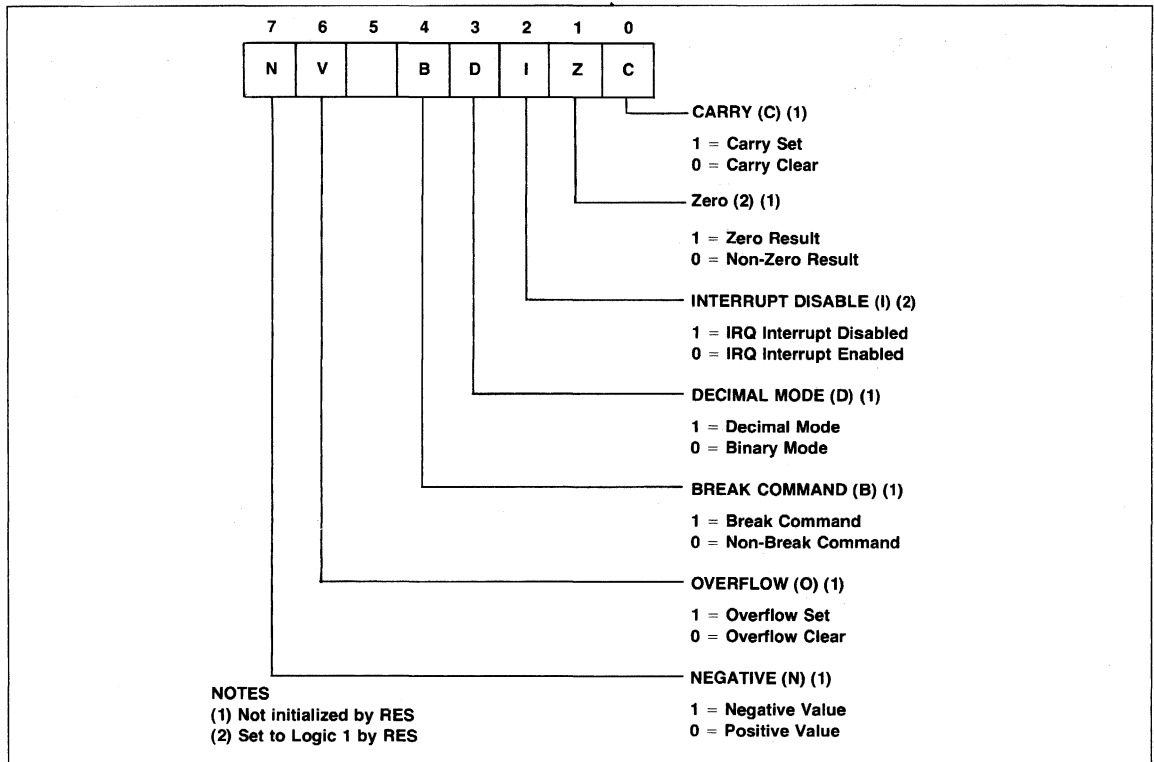 7 6 5 4 3 2 1 0
N V B D I Z C
CARRY (C) (1)
1 = Carry Set
0 = Carry Clear
Zero (2) (1)
1 = Zero Result
0 = Non-Zero Result
INTERRUPT DISABLE (I) (2)
1 = IRQ Interrupt Disabled
0 = IRQ Interrupt Enabled
DECIMAL MODE (D) (1)
1 = Decimal Mode
0 = Binary Mode
BREAK COMMAND (B) (1)
1 = Break Command
0 = Non-Break Command
OVERFLOW (O) (1)
1 = Overflow Set
0 = Overflow Clear
NEGATIVE (N) (1)
1 = Negative Value
0 = Positive Value
NOTES
(1) Not initialized by RES
(2) Set to Logic 1 by RES